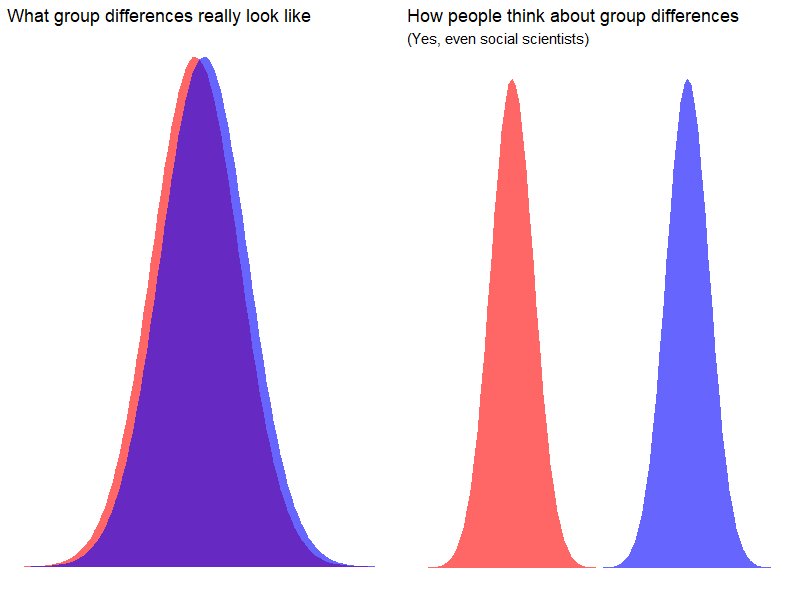 What group differences really look like
How people think about group differences
(Yes, even social scientists)